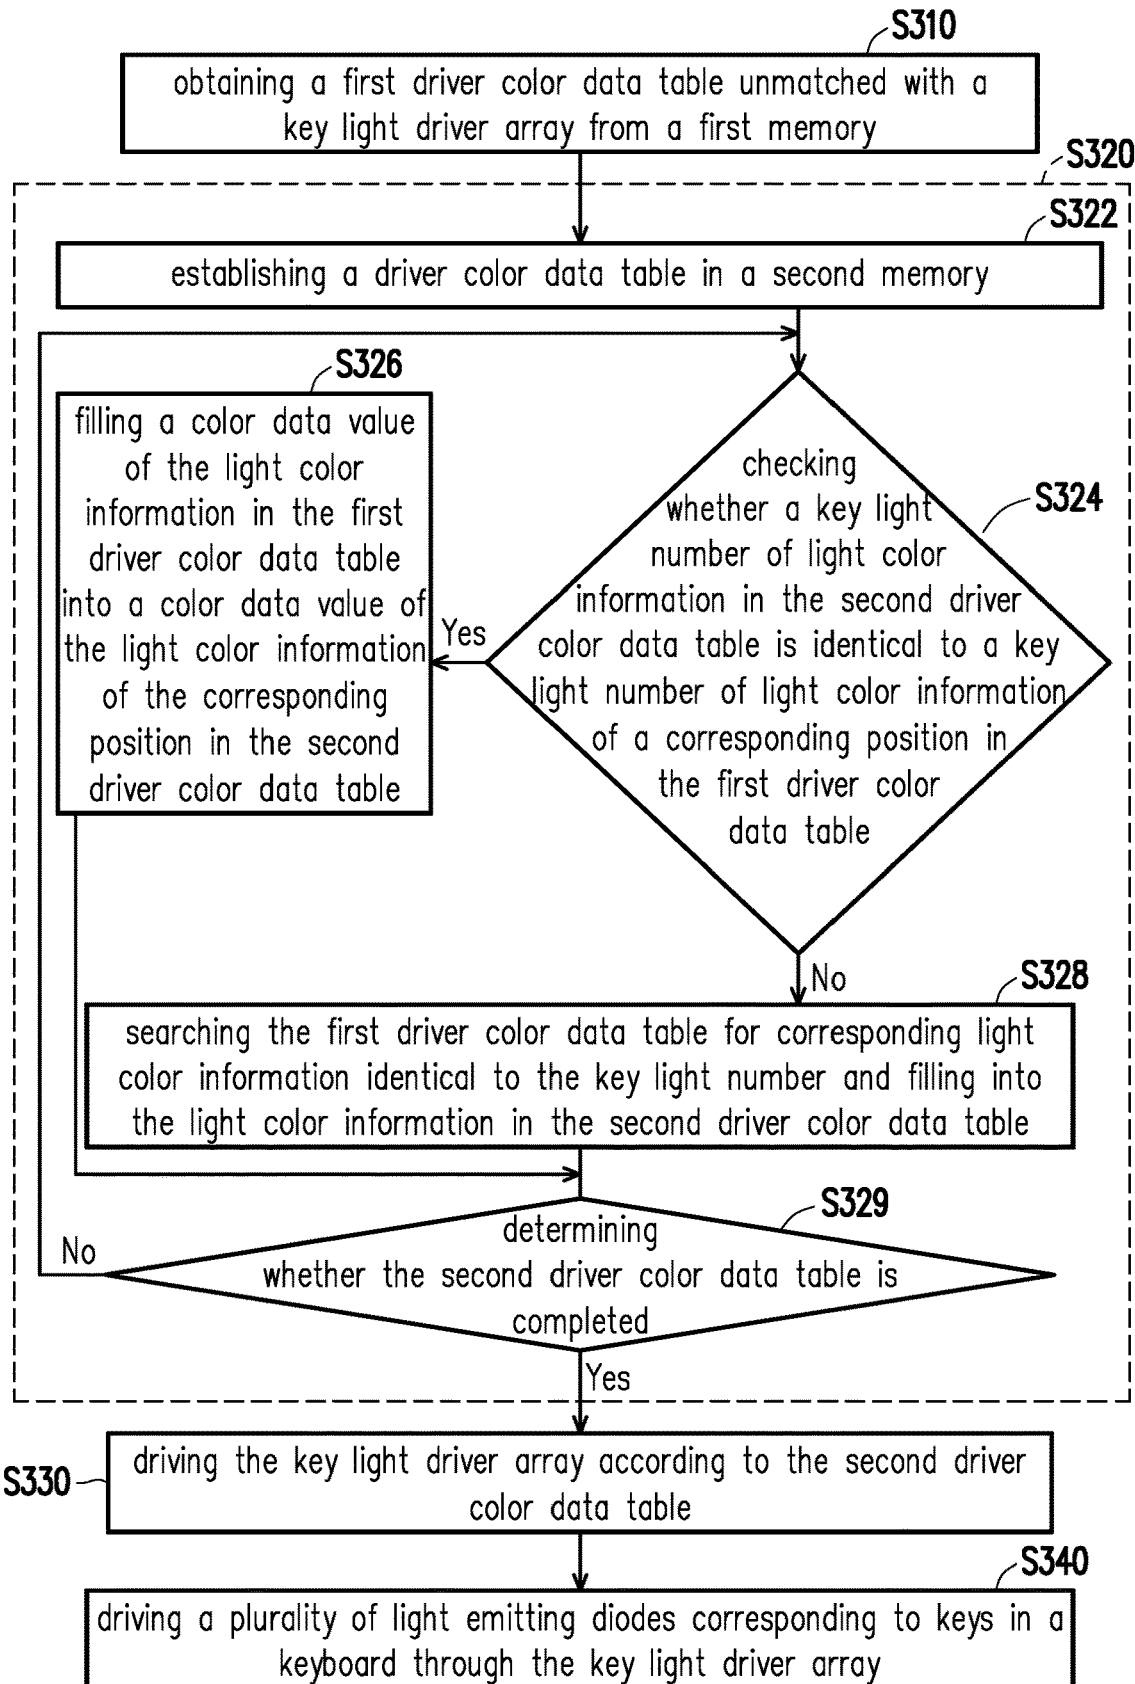 S310
obtaining a first driver color data table unmatched with a
key light driver array from a first memory
S320
S322
establishing a driver color data table in a second memory
S326
filling a color data value
of the light color
information in the first
driver color data table
into a color data value of
the light color information
of the corresponding
position in the second
driver color data table
Yes
S324
checking
whether a key light
number of light color
information in the second driver
color data table is identical to a key
light number of light color information
of a corresponding position in
the first driver color
data table
No
S328
searching the first driver color data table for corresponding light
color information identical to the key light number and filling into
the light color information in the second driver color data table
S329
determining
whether the second driver color data table is
completed
No
Yes
S330
driving the key light driver array according to the second driver
color data table
S340
driving a plurality of light emitting diodes corresponding to keys in a
keyboard through the key light driver array